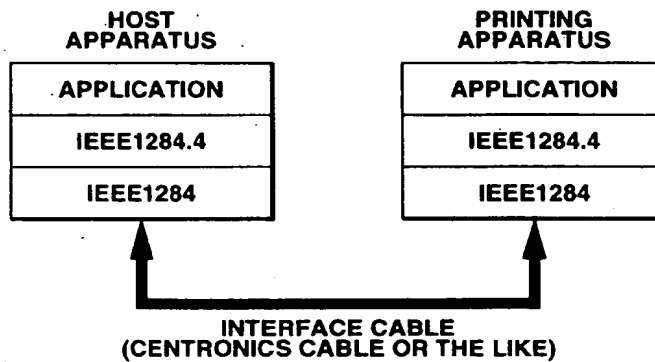 HOST
APPARATUS
APPLICATION
IEEE1284.4
IEEE1284
PRINTING
APPARATUS
APPLICATION
IEEE1284.4
IEEE1284
INTERFACE CABLE
(CENTRONICS CABLE OR THE LIKE)